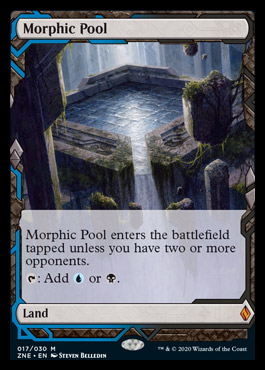 Morphic Pool
Morphic Pool enters the battlefield
tapped unless you have two or more
opponents.
: Add or .
Land
017/030 M
ZNE • EN Steven Belledin
™ & © 2020 Wizards of the Coast